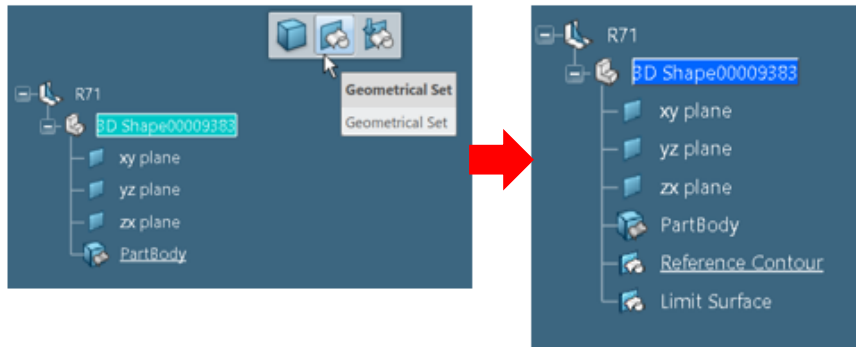 R71
3D Shape00009383
xy plane
yz plane
zx plane
PartBody
Geometrical Set
Geometrical Set
R71
3D Shape00009383
xy plane
yz plane
zx plane
PartBody
Reference Contour
Limit Surface